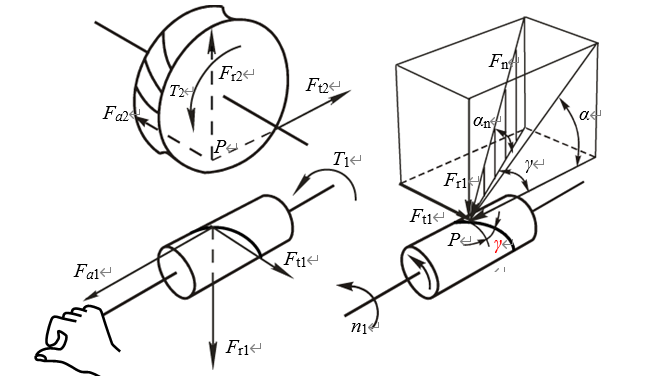 Fr2↵
T2↵
Ft2↵
Fa2↵
P↵
T1↵
Fa1↵
Ft1↵
Fr1↵
Fn↵
αn↵
α↵
γ↵
Fr1↵
Ft1↵
P↵
γ↵
↵
n1↵